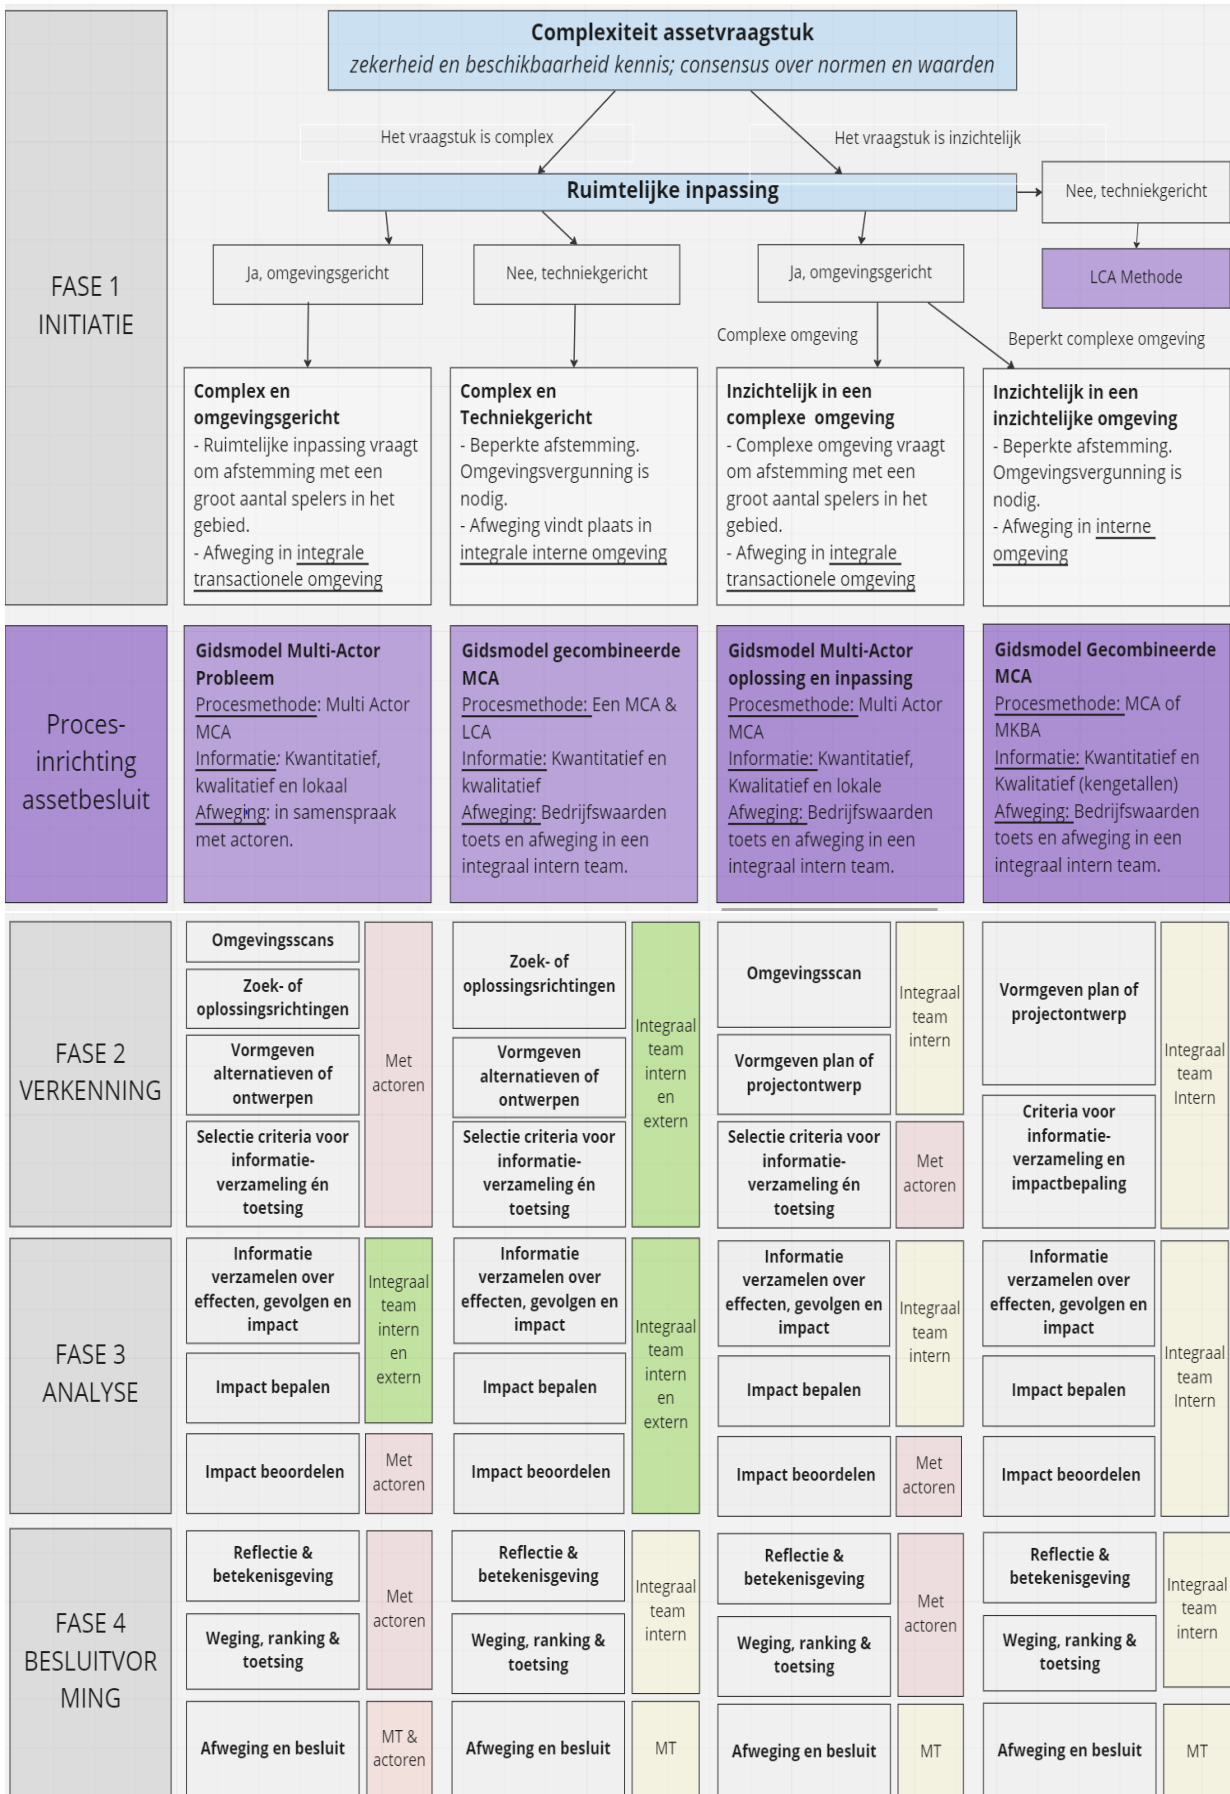 Complexiteit assetvraagstuk
zekerheid en beschikbaarheid kennis; consensus over normen en waarden
Het vraagstuk is complex
Het vraagstuk is inzichtelijk
Ruimtelijke inpassing
Nee, techniekgericht
LCA Methode
Ja, omgevingsgericht
Nee, techniekgericht
Ja, omgevingsgericht
Complexe omgeving
Beperkt complexe omgeving
FASE 1
INITIATIE
Complex en
omgevingsgericht
- Ruimtelijke inpassing vraagt
om afstemming met een
groot aantal spelers in het
gebied.
- Afweging in integrale
transactionele omgeving
Complex en
Techniekgericht
- Beperkte afstemming.
Omgevingsvergunning is
nodig.
- Afweging vindt plaats in
integrale interne omgeving
Inzichtelijk in een
complexe omgeving
- Complexe omgeving vraagt
om afstemming met een
groot aantal spelers in het
gebied.
- Afweging in integrale
transactionele omgeving
Inzichtelijk in een
inzichtelijke omgeving
- Beperkte afstemming.
Omgevingsvergunning is
nodig.
- Afweging in interne
omgeving
Proces-
inrichting
assetbesluit
Gidsmodel Multi-Actor
Probleem
Procesmethode: Multi Actor
MCA
Informatie: Kwantitatief,
kwalitatief en lokaal
Afweging: in samenspraak
met actoren.
Gidsmodel gecombineerde
MCA
Procesmethode: Een MCA &
LCA
Informatie: Kwantitatief en
kwalitatief
Afweging: Bedrijfswaarden
toets en afweging in een
integraal intern team.
Gidsmodel Multi-Actor
oplossing en inpassing
Procesmethode: Multi Actor
MCA
Informatie: Kwantitatief,
Kwalitatief en lokale
Afweging: Bedrijfswaarden
toets en afweging in een
integraal intern team.
Gidsmodel Gecombineerde
MCA
Procesmethode: MCA of
MKBA
Informatie: Kwantitatief en
Kwalitatief (kengetallen)
Afweging: Bedrijfswaarden
toets en afweging in een
integraal intern team.
FASE 2
VERKENNING
Omgevingsscans
Zoek- of
oplossingsrichtingen
Vormgeven
alternatieven of
ontwerpen
Selectie criteria voor
informatie-
verzameling én
toetsing
Met
actoren
Zoek- of
oplossingsrichtingen
Vormgeven
alternatieven of
ontwerpen
Selectie criteria voor
informatie-
verzameling én
toetsing
Integraal
team
intern
en
extern
Omgevingsscan
Vormgeven plan of
projectontwerp
Selectie criteria voor
informatie-
verzameling én
toetsing
Integraal
team
intern
Met
actoren
Vormgeven plan of
projectontwerp
Criteria voor
informatie-
verzameling en
impactbepaling
Integraal
team
Intern
FASE 3
ANALYSE
Informatie
verzamelen over
effecten, gevolgen en
impact
Impact bepalen
Impact beoordelen
Integraal
team
intern
en
extern
Met
actoren
Informatie
verzamelen over
effecten, gevolgen en
impact
Impact bepalen
Impact beoordelen
Integraal
team
intern
en
extern
Informatie
verzamelen over
effecten, gevolgen en
impact
Impact bepalen
Impact beoordelen
Integraal
team
intern
Met
actoren
Informatie
verzamelen over
effecten, gevolgen en
impact
Impact bepalen
Impact beoordelen
Integraal
team
Intern
FASE 4
BESLUITVOR
MING
Reflectie &
betekenisgeving
Weging, ranking &
toetsing
Afweging en besluit
Met
actoren
MT &
actoren
Reflectie &
betekenisgeving
Weging, ranking &
toetsing
Afweging en besluit
Integraal
team
intern
MT
Reflectie &
betekenisgeving
Weging, ranking &
toetsing
Afweging en besluit
Met
actoren
MT
Reflectie &
betekenisgeving
Weging, ranking &
toetsing
Afweging en besluit
Integraal
team
intern
MT